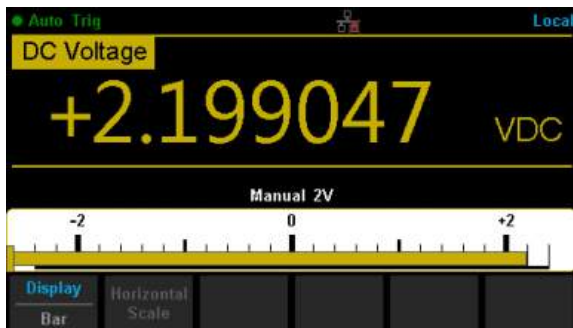 Auto Trig Local
DC Voltage
+2.199047 VDC
Manual 2V
-2 0 +2
Display Horizontal
Bar Scale